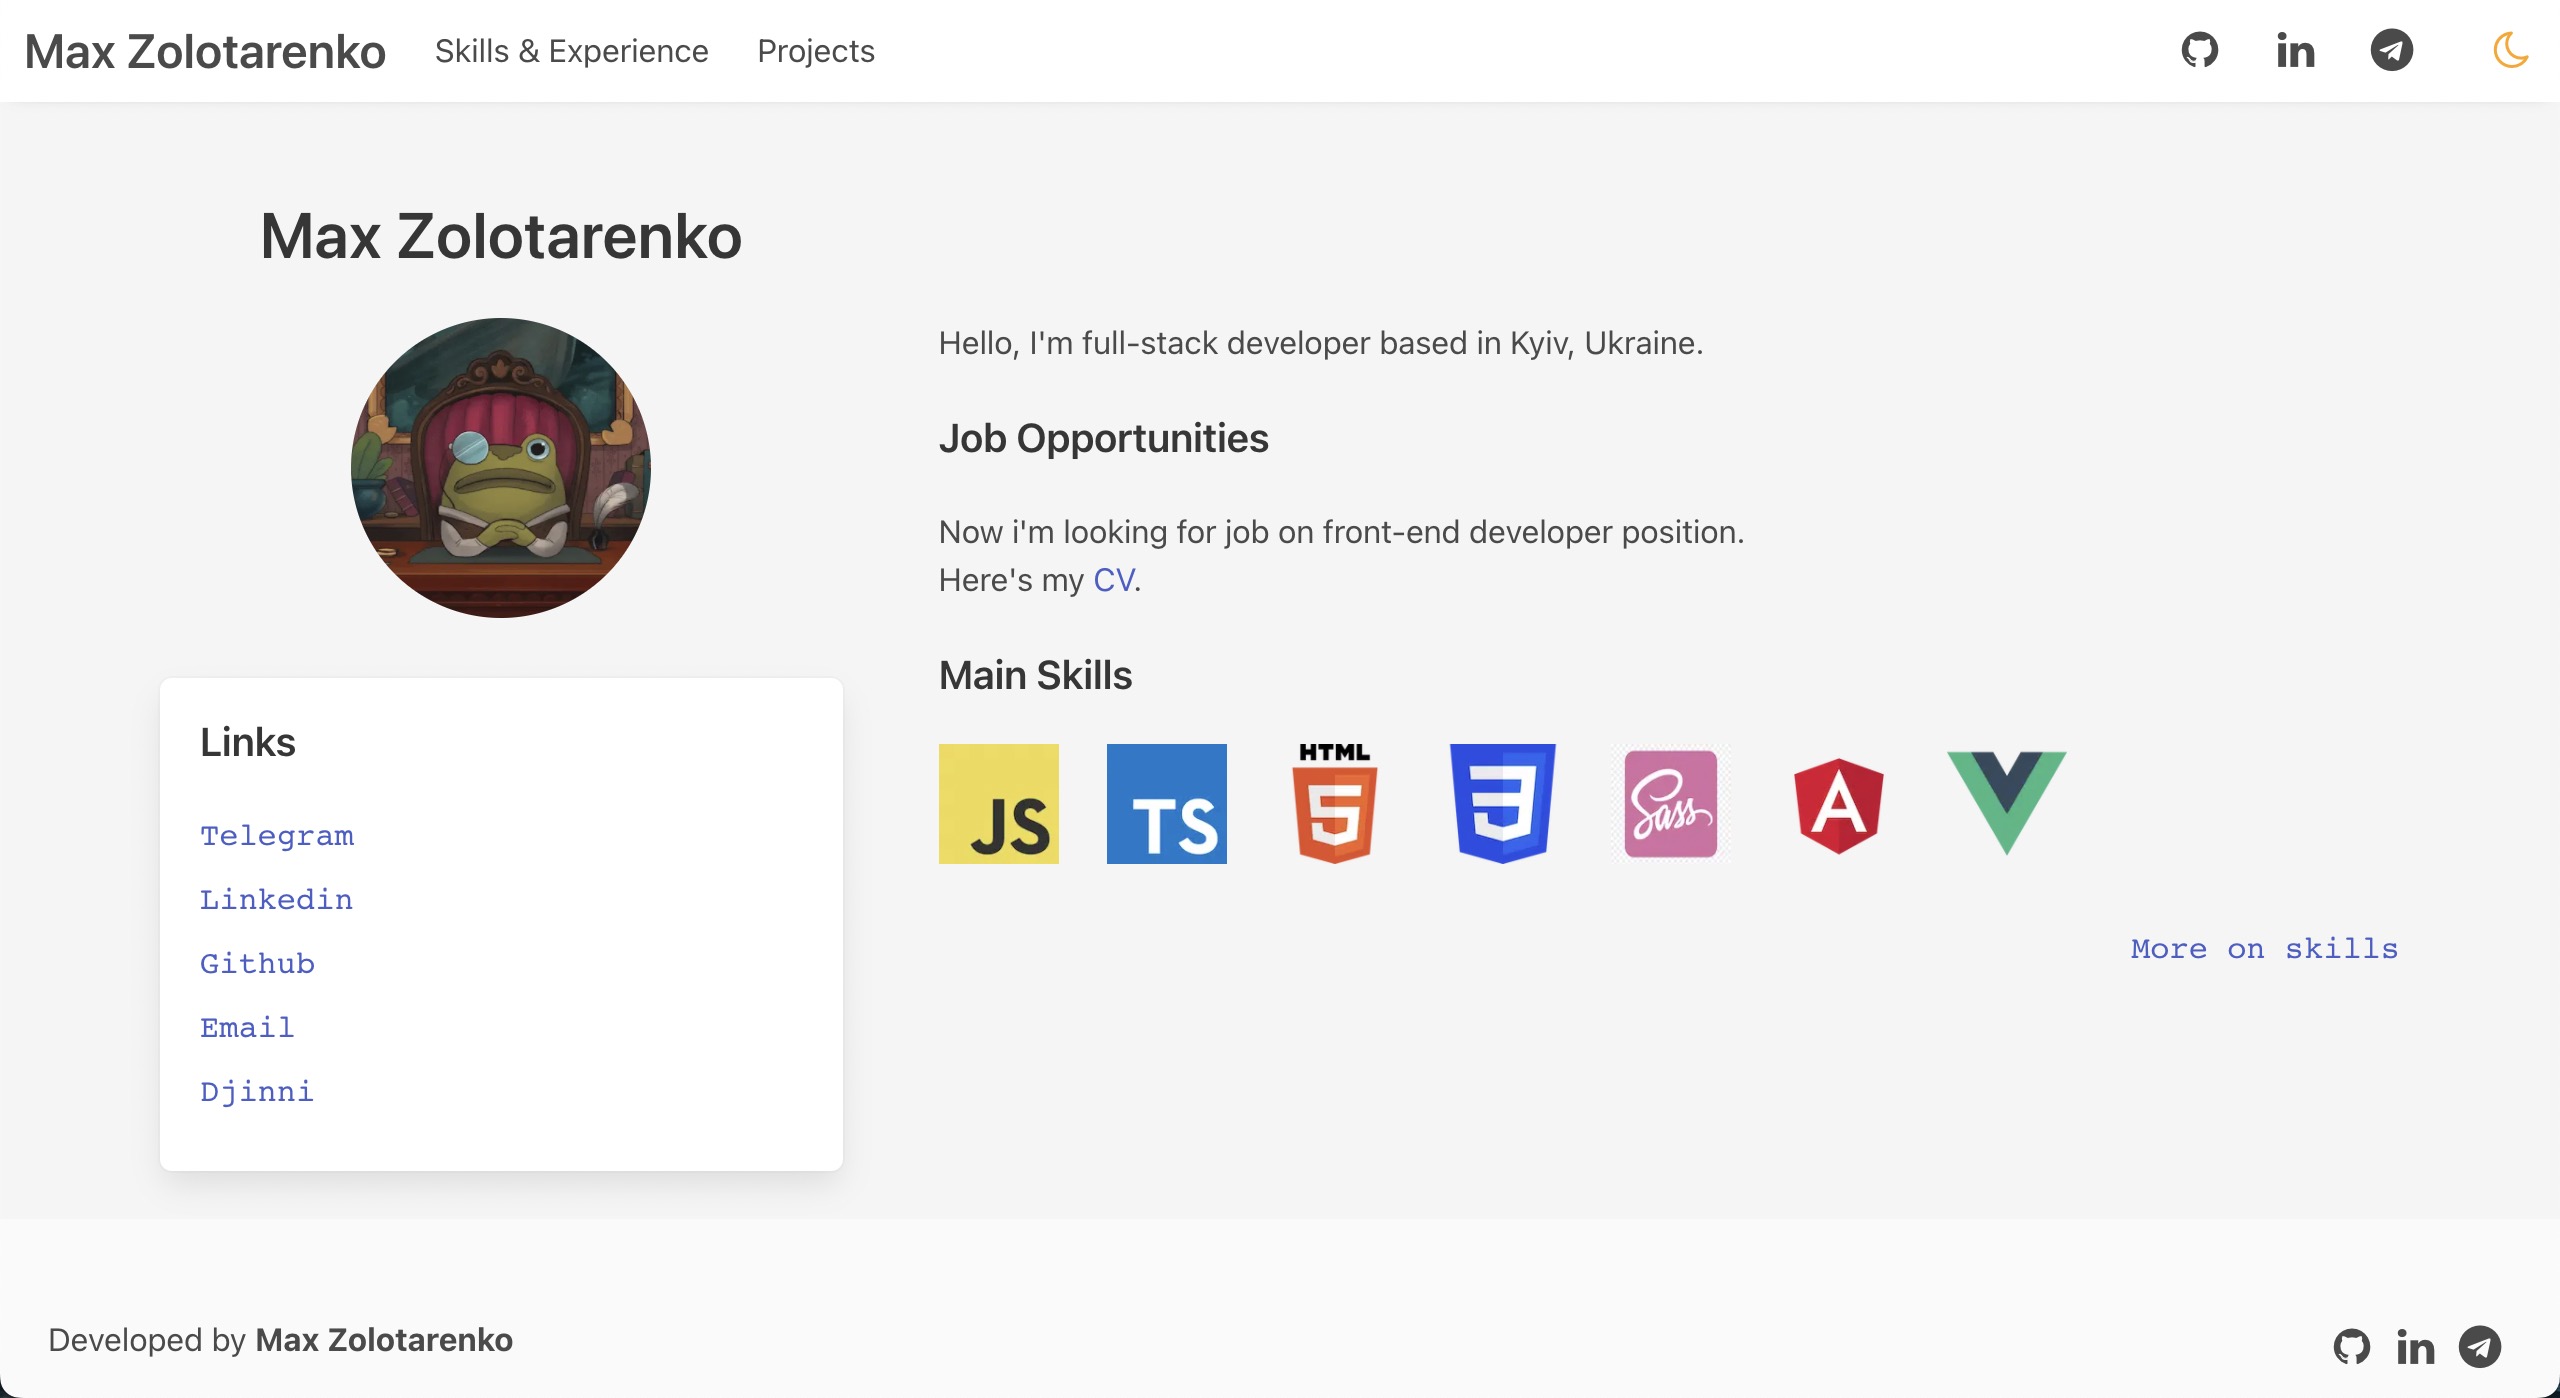 Max Zolotarenko
Skills & Experience
Projects
in
Max Zolotarenko
Hello, I'm full-stack developer based in Kyiv, Ukraine.
Job Opportunities
Now i'm looking for job on front-end developer position.
Here's my CV.
Main Skills
JS
TS
HTML
5
3
Sass
A
Links
Telegram
Linkedin
Github
Email
Djinni
More on skills
Developed by Max Zolotarenko
in